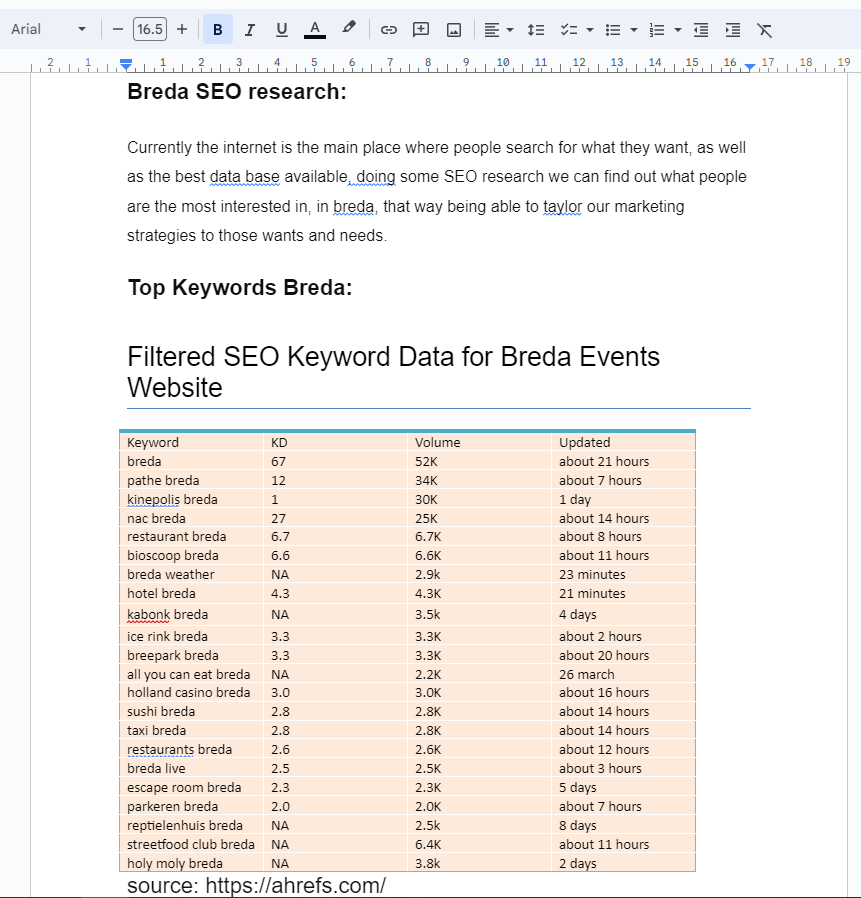 Arial 16.5 B I U A
2 1 1 2 3 4 5 6 7 8 9 10 11 12 13 14 15 16 17 18 19
Breda SEO research:
Currently the internet is the main place where people search for what they want, as well
as the best data base available, doing some SEO research we can find out what people
are the most interested in, in breda, that way being able to taylor our marketing
strategies to those wants and needs.
Top Keywords Breda:
Filtered SEO Keyword Data for Breda Events
Website
Keyword KD Volume Updated
breda 67 52K about 21 hours
pathe breda 12 34K about 7 hours
kinepolis breda 1 30K 1 day
nac breda 27 25K about 14 hours
restaurant breda 6.7 6.7K about 8 hours
bioscoop breda 6.6 6.6K about 11 hours
breda weather NA 2.9k 23 minutes
hotel breda 4.3 4.3K 21 minutes
kabonk breda NA 3.5k 4 days
ice rink breda 3.3 3.3K about 2 hours
breepark breda 3.3 3.3K about 20 hours
all you can eat breda NA 2.2K 26 march
holland casino breda 3.0 3.0K about 16 hours
sushi breda 2.8 2.8K about 14 hours
taxi breda 2.8 2.8K about 14 hours
restaurants breda 2.6 2.6K about 12 hours
breda live 2.5 2.5K about 3 hours
escape room breda 2.3 2.3K 5 days
parkeren breda 2.0 2.0K about 7 hours
reptielenhuis breda NA 2.5k 8 days
streetfood club breda NA 6.4K about 11 hours
holy moly breda NA 3.8k 2 days
source: https://ahrefs.com/